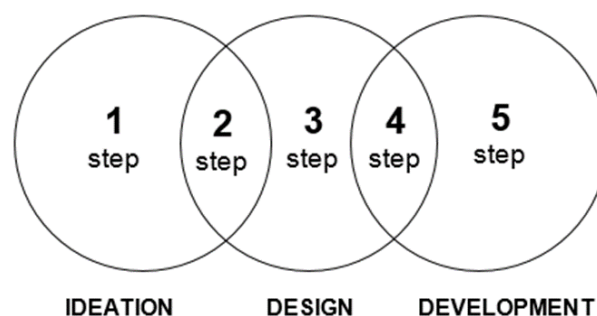 1 2 3 4 5
step step step step step
IDEATION DESIGN DEVELOPMENT